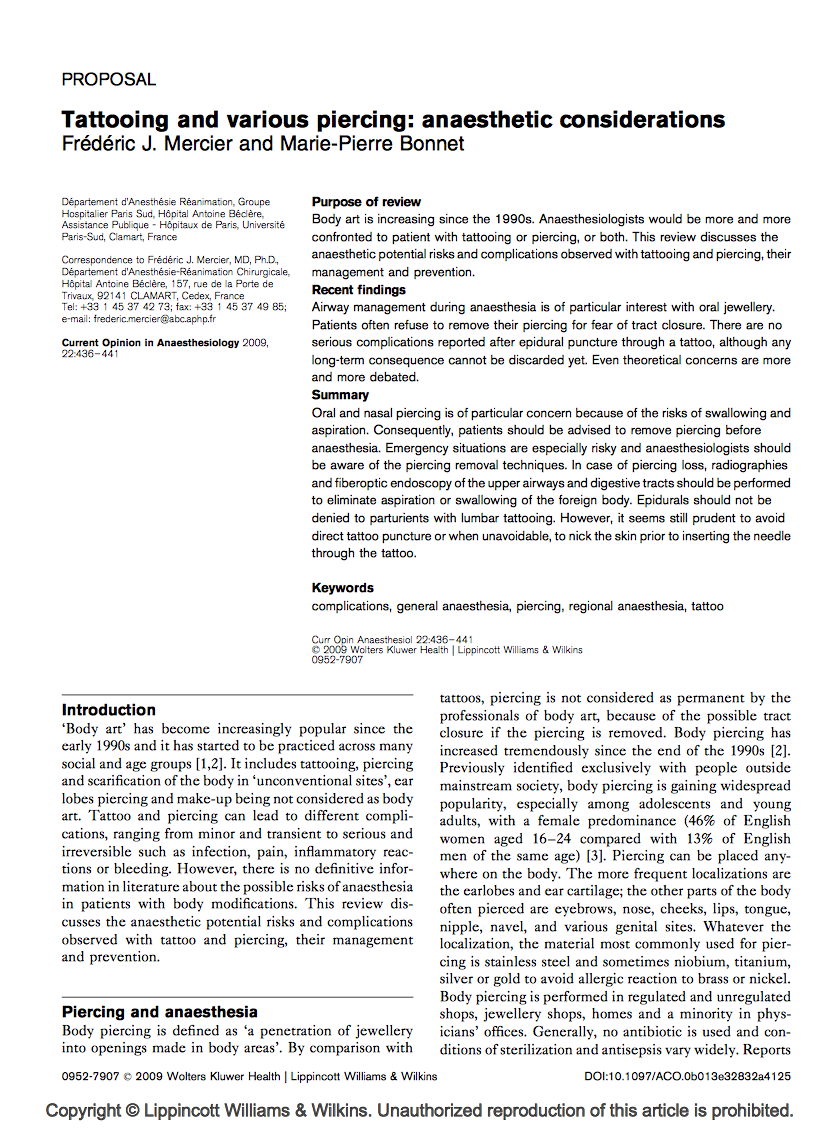 PROPOSAL
Tattooing and various piercing: anaesthetic considerations
Frédéric J. Mercier and Marie-Pierre Bonnet
Département d'Anesthésie Réanimation, Groupe
Hospitalier Paris Sud, Hôpital Antoine Béclère,
Assistance Publique - Hôpitaux de Paris, Université
Paris-Sud, Clamart, France
Correspondence to Frédéric J. Mercier, MD, Ph.D.,
Département d'Anesthésie-Réanimation Chirurgicale,
Hôpital Antoine Béclère, 157, rue de la Porte de
Trivaux, 92141 CLAMART, Cedex, France
Tel: +33 1 45 37 42 73; fax: +33 1 45 37 49 85;
e-mail: frederic.mercier@abc.aphp.fr
Current Opinion in Anaesthesiology 2009,
22:436–441
Purpose of review
Body art is increasing since the 1990s. Anaesthesiologists would be more and more
confronted to patient with tattooing or piercing, or both. This review discusses the
anaesthetic potential risks and complications observed with tattooing and piercing, their
management and prevention.
Recent findings
Airway management during anaesthesia is of particular interest with oral jewellery.
Patients often refuse to remove their piercing for fear of tract closure. There are no
serious complications reported after epidural puncture through a tattoo, although any
long-term consequence cannot be discarded yet. Even theoretical concerns are more
and more debated.
Summary
Oral and nasal piercing is of particular concern because of the risks of swallowing and
aspiration. Consequently, patients should be advised to remove piercing before
anaesthesia. Emergency situations are especially risky and anaesthesiologists should
be aware of the piercing removal techniques. In case of piercing loss, radiographies
and fiberoptic endoscopy of the upper airways and digestive tracts should be performed
to eliminate aspiration or swallowing of the foreign body. Epidurals should not be
denied to parturients with lumbar tattooing. However, it seems still prudent to avoid
direct tattoo puncture or when unavoidable, to nick the skin prior to inserting the needle
through the tattoo.
Keywords
complications, general anaesthesia, piercing, regional anaesthesia, tattoo
Curr Opin Anaesthesiol 22:436–441
© 2009 Wolters Kluwer Health | Lippincott Williams & Wilkins
0952-7907
Introduction
'Body art' has become increasingly popular since the
early 1990s and it has started to be practiced across many
social and age groups [1,2]. It includes tattooing, piercing
and scarification of the body in 'unconventional sites', ear
lobes piercing and make-up being not considered as body
art. Tattoo and piercing can lead to different compli-
cations, ranging from minor and transient to serious and
irreversible such as infection, pain, inflammatory reac-
tions or bleeding. However, there is no definitive infor-
mation in literature about the possible risks of anaesthesia
in patients with body modifications. This review dis-
cusses the anaesthetic potential risks and complications
observed with tattoo and piercing, their management
and prevention.
Piercing and anaesthesia
Body piercing is defined as 'a penetration of jewellery
into openings made in body areas'. By comparison with
tattoos, piercing is not considered as permanent by the
professionals of body art, because of the possible tract
closure if the piercing is removed. Body piercing has
increased tremendously since the end of the 1990s [2].
Previously identified exclusively with people outside
mainstream society, body piercing is gaining widespread
popularity, especially among adolescents and young
adults, with a female predominance (46% of English
women aged 16–24 compared with 13% of English
men of the same age) [3]. Piercing can be placed any-
where on the body. The more frequent localizations are
the earlobes and ear cartilage; the other parts of the body
often pierced are eyebrows, nose, cheeks, lips, tongue,
nipple, navel, and various genital sites. Whatever the
localization, the material most commonly used for pier-
cing is stainless steel and sometimes niobium, titanium,
silver or gold to avoid allergic reaction to brass or nickel.
Body piercing is performed in regulated and unregulated
shops, jewellery shops, homes and a minority in phys-
icians' offices. Generally, no antibiotic is used and con-
ditions of sterilization and antisepsis vary widely. Reports
0952-7907 © 2009 Wolters Kluwer Health | Lippincott Williams & Wilkins
DOI:10.1097/ACO.0b013e32832a4125
Copyright © Lippincott Williams & Wilkins. Unauthorized reproduction of this article is prohibited.